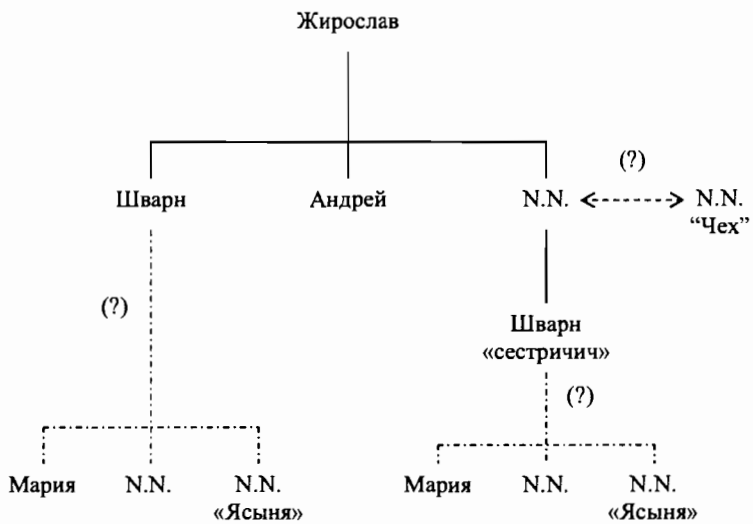 Жирослав
(?)
Шварн Андрей N.N. N.N.
“Чех”
(?)
Шварн
«сестричич»
(?)
Мария N.N. N.N. Мария N.N. N.N.
«Ясыня» «Ясыня»